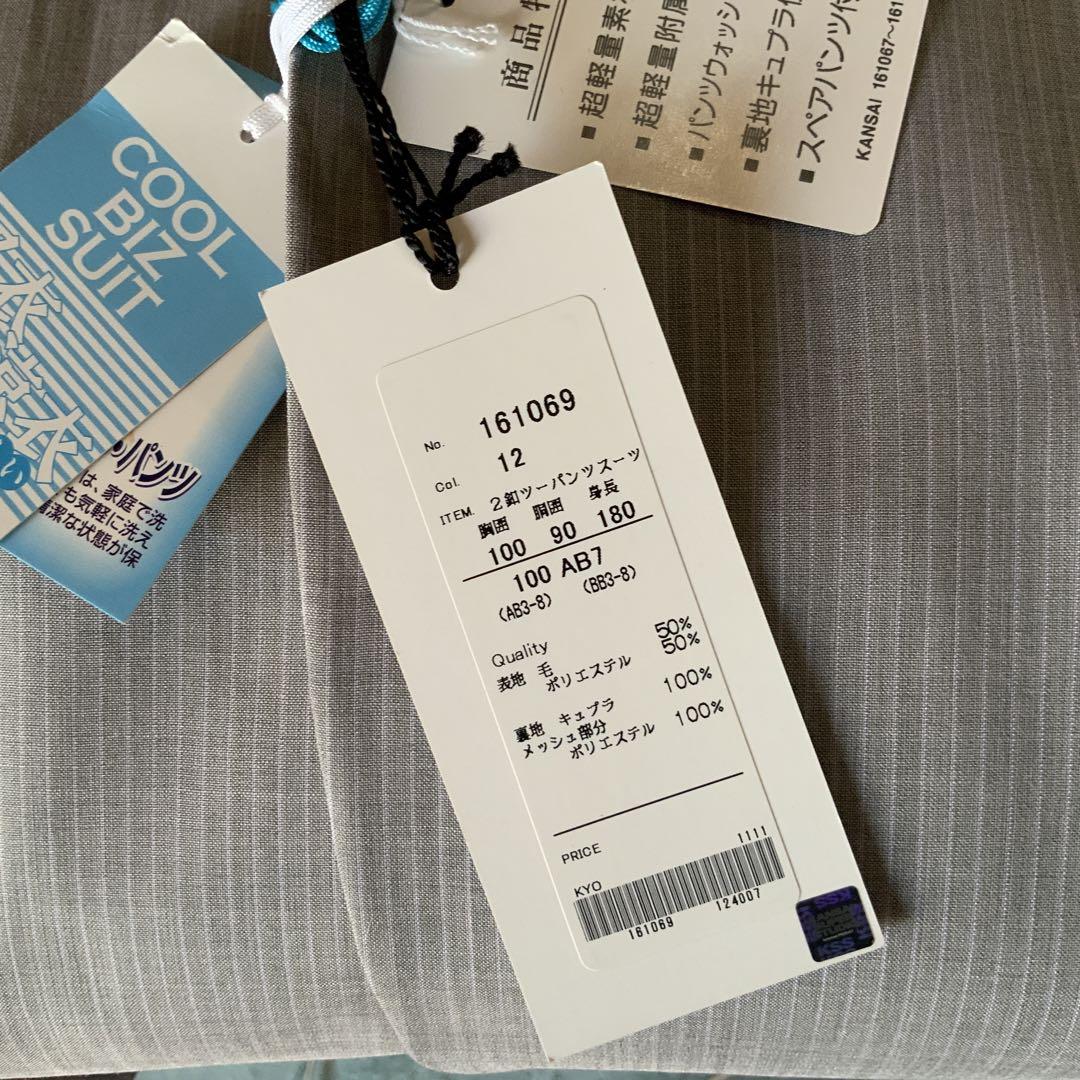 COOL
BIZ
SUIT
パンツ
は、家庭で洗
も気軽に洗え
潔な状態が保
商品特
■超軽量素
■超軽量附属
■パンツウォッシ
■裏地キュプラ
■スペアパンツ付
KANSAI 161067~161
No. 161069
Col. 12
ITEM. 2釦ツーパンツスーツ
胸囲 胴囲 身長
100 90 180
100 AB7
(AB3-8) (BB3-8)
Quality
表地 毛 50%
ポリエステル 50%
裏地 キュプラ 100%
メッシュ部分
ポリエステル 100%
PRICE 1111
KYO
161069 124007
KSS
KSS